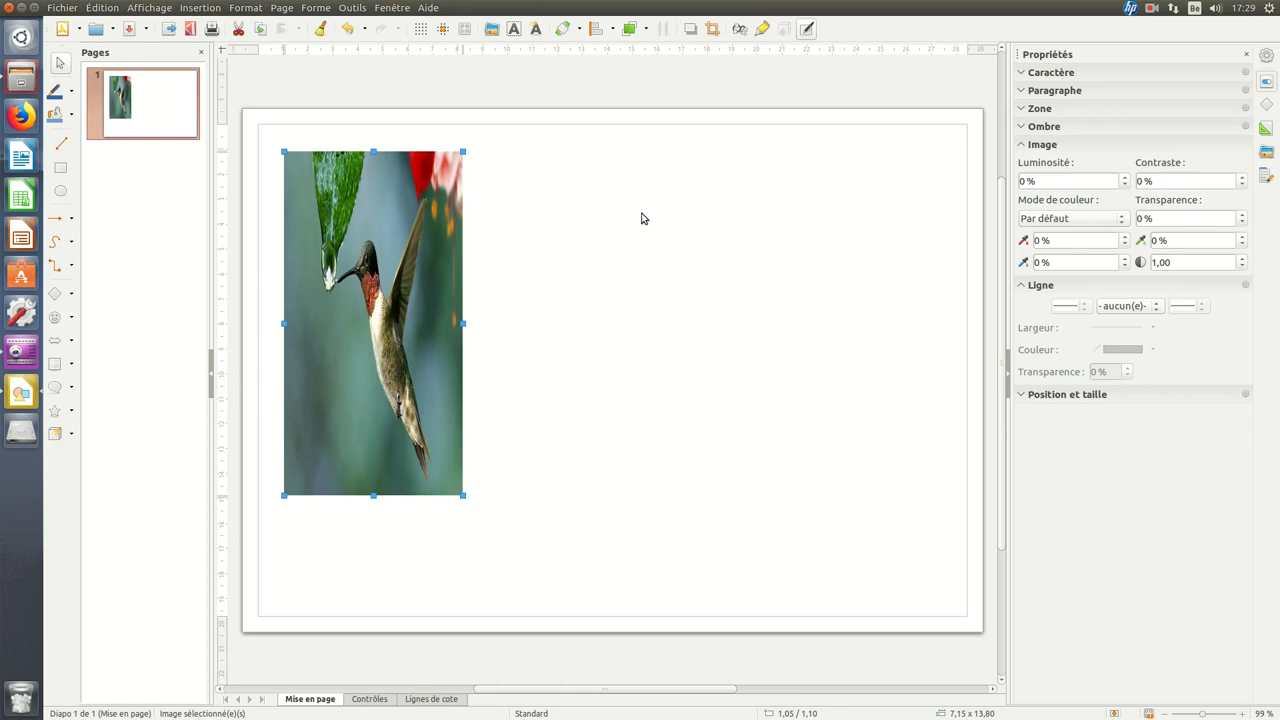 Fichier Édition Affichage Insertion Format Page Forme Outils Fenêtre Aide
Be
17:29
Pages
1
Propriétés
Caractère
Paragraphe
Zone
Ombre
Image
Luminosité : Contraste :
0 % 0 %
Mode de couleur : Transparence :
Par défaut 0 %
0 % 0 %
0 % 1,00
Ligne
- aucun(e)-
Largeur :
Couleur :
Transparence : 0 %
Position et taille
Mise en page Contrôles Lignes de cote
Diapo 1 de 1 (Mise en page) Image sélectionné(e)(s) Standard 1,05 / 1,10 7,15 x 13,80 99 %